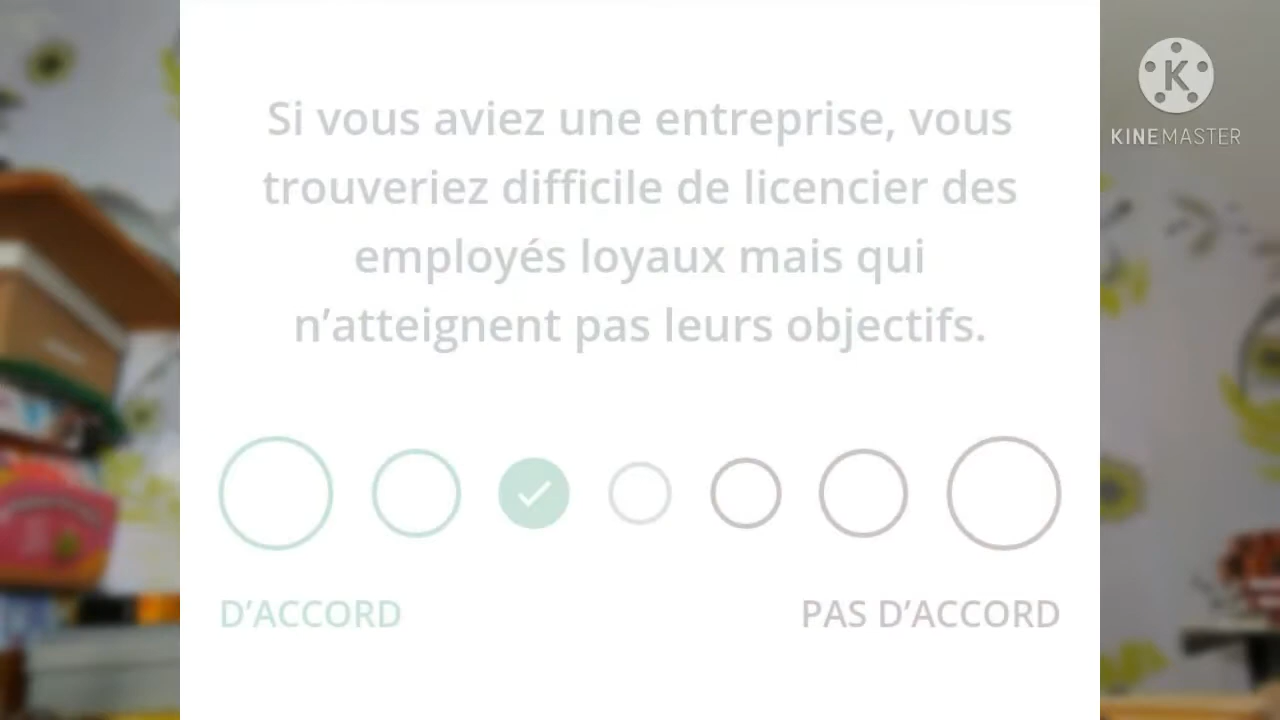 Si vous aviez une entreprise, vous
trouveriez difficile de licencier des
employés loyaux mais qui
n’atteignent pas leurs objectifs.
D’ACCORD
PAS D’ACCORD
K
KINEMASTER